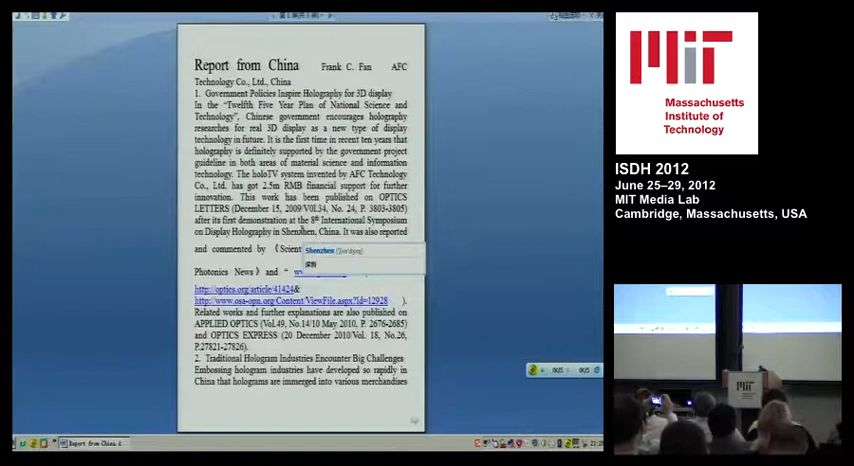 Report from China Frank C. Fan AFC
Technology Co., Ltd., China
1. Government Policies Inspire Holography for 3D display
In the “Twelfth Five Year Plan of National Science and
Technology”, Chinese government encourages holography
researches for real 3D display as a new type of display
technology in future. It is the first time in recent ten years that
holography is definitely supported by the government project
guideline in both areas of material science and information
technology. The holoTV system invented by AFC Technology
Co., Ltd. has got 2.5m RMB financial support for further
innovation. This work has been published on OPTICS
LETTERS (December 15, 2009/V0l.34, No. 24, P. 3803-3805)
after its first demonstration at the 8th International Symposium
on Display Holography in Shenzhen, China. It was also reported
and commented by 《Scient
Shenzhen
深圳
Photonics News》 and “
http://optics.org/article/41424&
http://www.osa-opn.org/Content/ViewFile.aspx?Id=12928 ).
Related works and further explanations are also published on
APPLIED OPTICS (Vol.49, No.14/10 May 2010, P. 2676-2685)
and OPTICS EXPRESS (20 December 2010/Vol. 18, No.26,
P.27821-27826).
2. Traditional Hologram Industries Encounter Big Challenges
Embossing hologram industries have developed so rapidly in
China that holograms are immerged into various merchandises
Report from China
Massachusetts
Institute of
Technology
ISDH 2012
June 25–29, 2012
MIT Media Lab
Cambridge, Massachusetts, USA